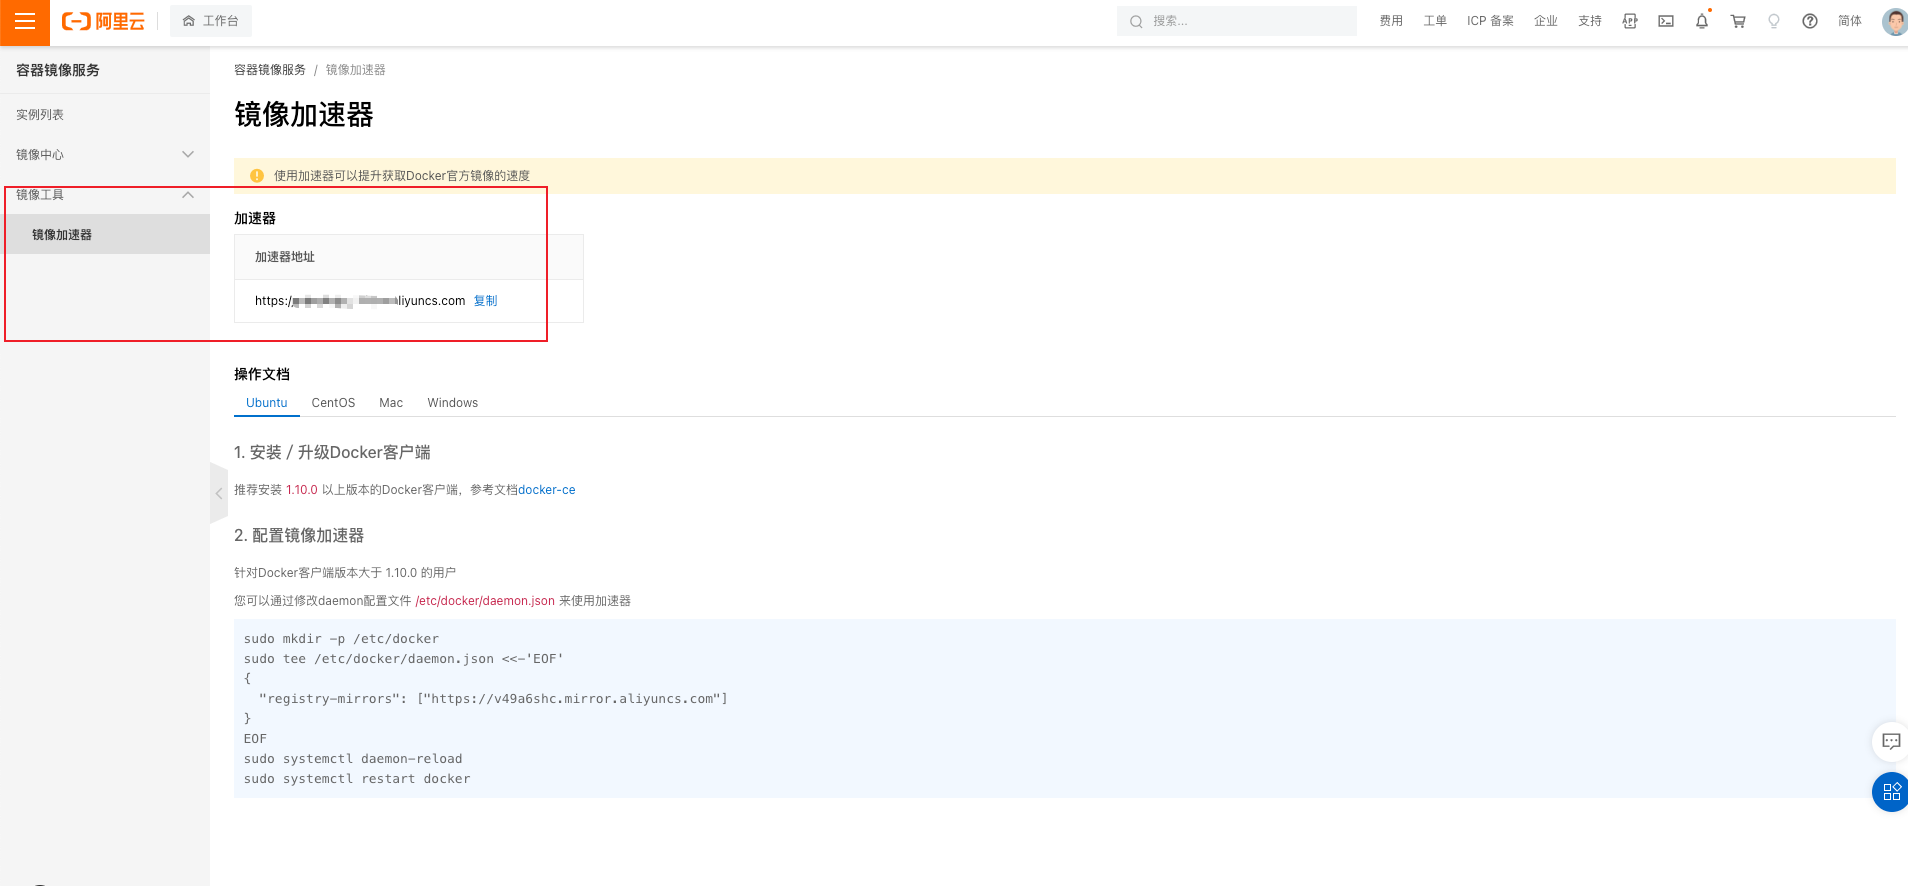 阿里云
工作台
搜索...
费用
工单
ICP 备案
企业
支持
简体
容器镜像服务
实例列表
镜像中心
镜像工具
镜像加速器
容器镜像服务 / 镜像加速器
镜像加速器
使用加速器可以提升获取Docker官方镜像的速度
加速器
加速器地址
https:/ aliyuncs.com 复制
操作文档
Ubuntu
CentOS
Mac
Windows
1. 安装 / 升级Docker客户端
推荐安装 1.10.0 以上版本的Docker客户端，参考文档docker-ce
2. 配置镜像加速器
针对Docker客户端版本大于 1.10.0 的用户
您可以通过修改daemon配置文件 /etc/docker/daemon.json 来使用加速器
sudo mkdir -p /etc/docker
sudo tee /etc/docker/daemon.json <<-'EOF'
{
"registry-mirrors": ["https://v49a6shc.mirror.aliyuncs.com"]
}
EOF
sudo systemctl daemon-reload
sudo systemctl restart docker